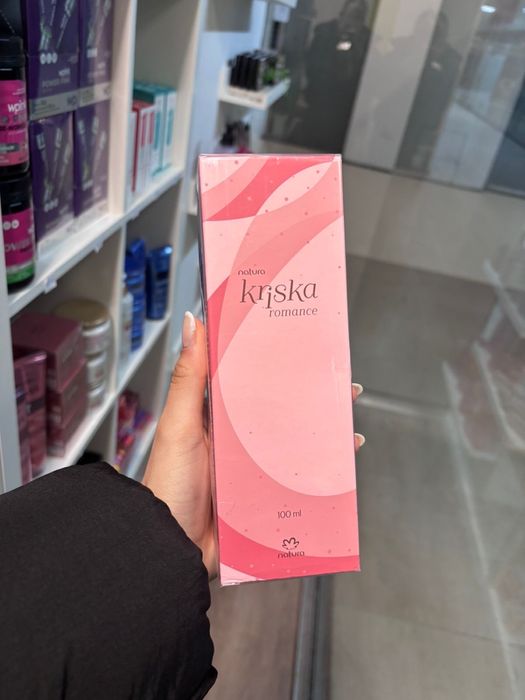 natura
kriska
romance
100 ml
natura